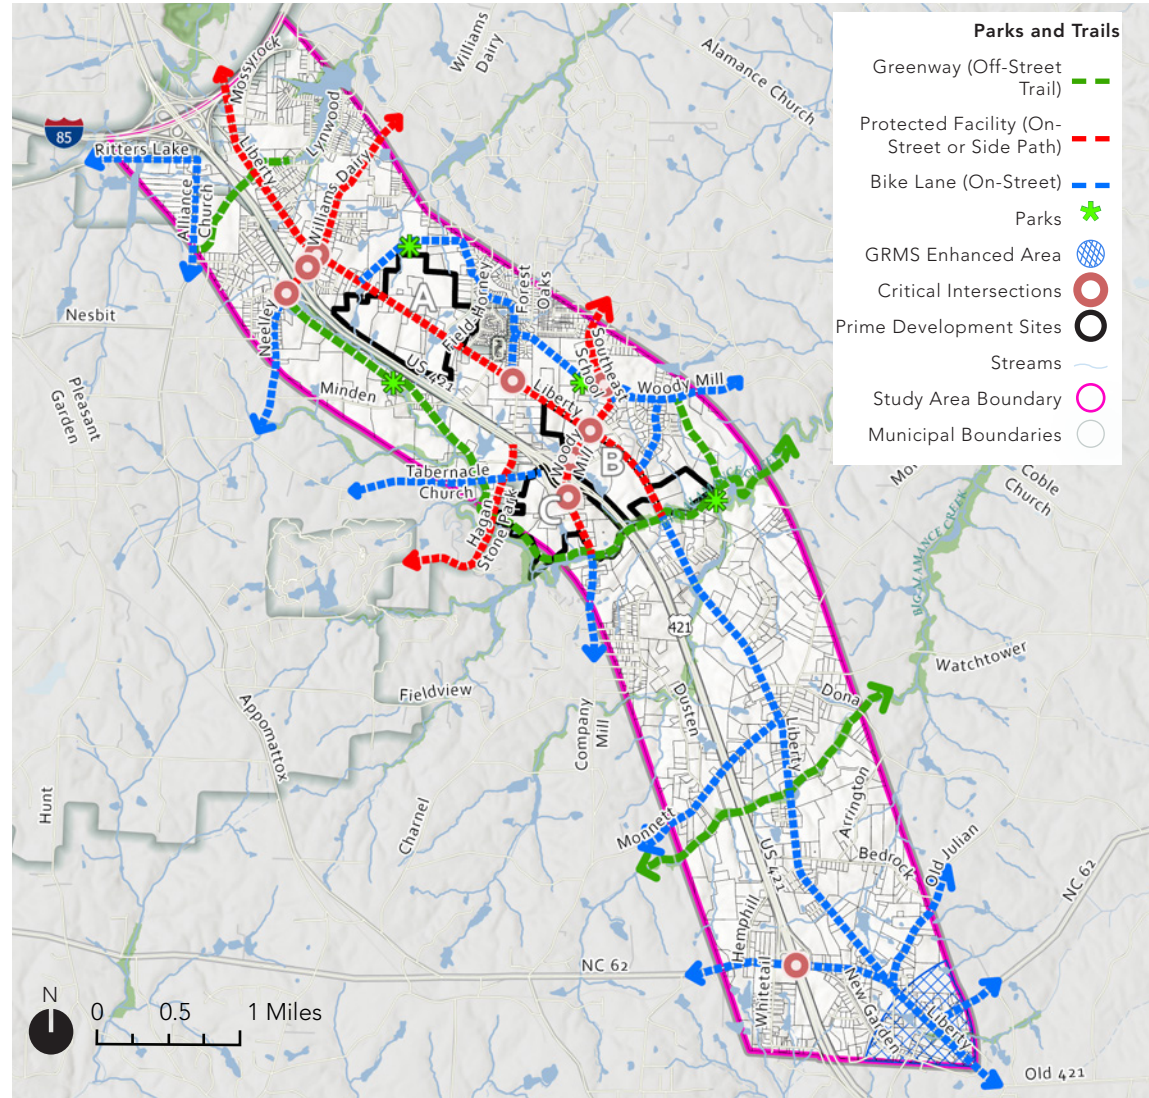 Parks and Trails
Greenway (Off-Street
Trail)
Protected Facility (On-
Street or Side Path)
Bike Lane (On-Street)
Parks
GRMS Enhanced Area
Critical Intersections
Prime Development Sites
Streams
Study Area Boundary
Municipal Boundaries
Williams
Dairy
Alamance Church
Mossyrock
85
Ritters Lake
Lynwood
Liberty
Williams Dairy
Alliance
Church
Nesbit
Neelley
A
Field Horney
Forest
Oaks
US 421
Minden
Pleasant
Garden
Liberty
Southeast
School
Woody Mill
Woody
Mill
B
C
Tabernacle
Church
Hagan
Stone Park
Coble
Church
BIG ALAMANCE CREEK
421
Watchtower
Fieldview
Dona
Dusten
Company
Mill
Liberty
Appomattox
Hunt
Charnel
Monnett
Arrington
US 421
Bedrock
Old Julian
NC 62
Hemphill
NC 62
Whitetail
New Garden
Liberty
Old 421
N
0 0.5 1 Miles